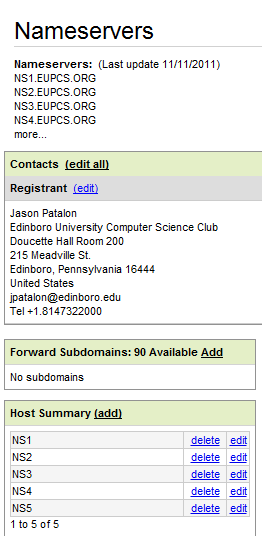 Nameservers
Nameservers: (Last update 11/11/2011)
NS1.EUPCS.ORG
NS2.EUPCS.ORG
NS3.EUPCS.ORG
NS4.EUPCS.ORG
more...
Contacts (edit all)
Registrant (edit)
Jason Patalon
Edinboro University Computer Science Club
Doucette Hall Room 200
215 Meadville St.
Edinboro, Pennsylvania 16444
United States
jpatalon@edinboro.edu
Tel +1.8147322000
Forward Subdomains: 90 Available Add
No subdomains
Host Summary (add)
NS1 delete edit
NS2 delete edit
NS3 delete edit
NS4 delete edit
NS5 delete edit
1 to 5 of 5